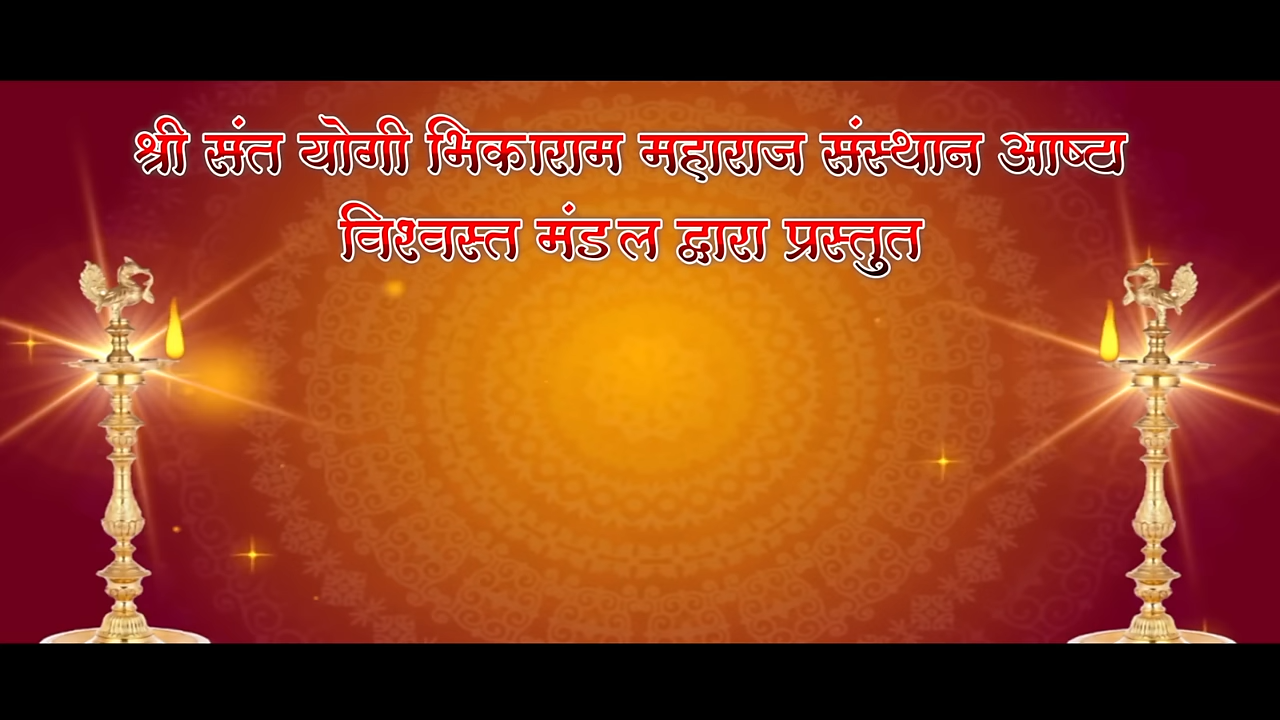 श्री संत योगी भिकाराम महाराज संस्थान आष्टा
विश्वस्त मंडल द्वारा प्रस्तुत